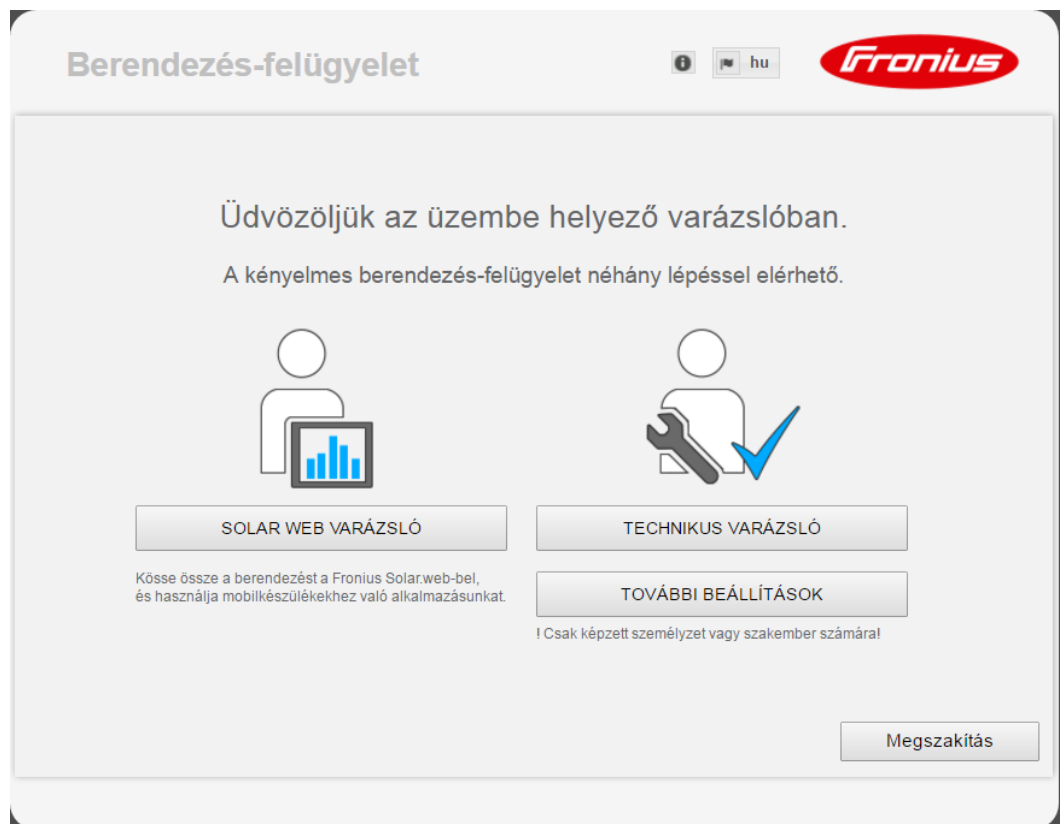 Berendezés-felügyelet
hu
Fronius
Üdvözöljük az üzembe helyező varázslóban.
A kényelmes berendezés-felügyelet néhány lépéssel elérhető.
SOLAR WEB VARÁZSLÓ
Kösse össze a berendezést a Fronius Solar.web-bel,
és használja mobilkészülékekhez való alkalmazásunkat.
TECHNIKUS VARÁZSLÓ
TOVÁBBI BEÁLLÍTÁSOK
! Csak képzett személyzet vagy szakember számára!
Megszakítás